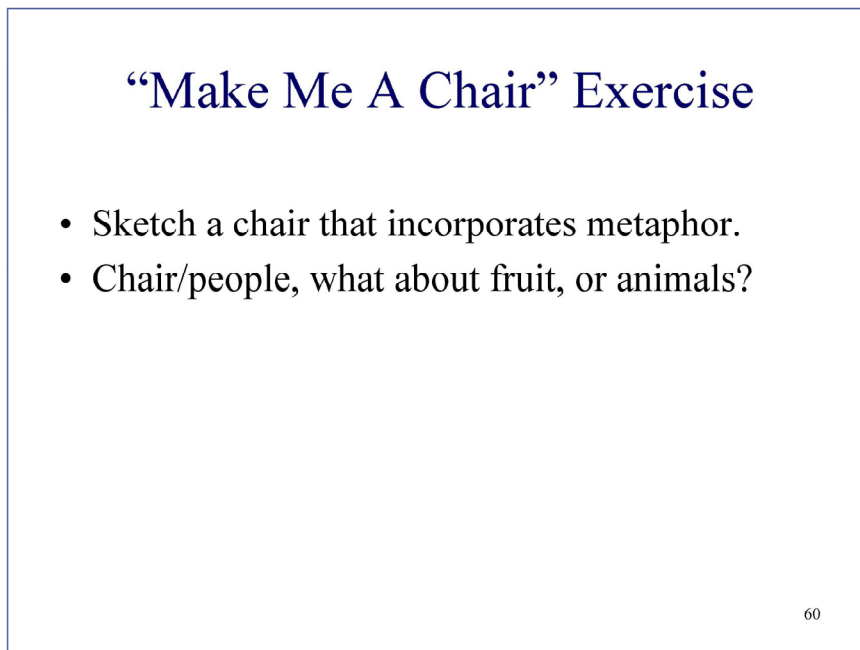 “Make Me A Chair” Exercise
• Sketch a chair that incorporates metaphor.
• Chair/people, what about fruit, or animals?
60